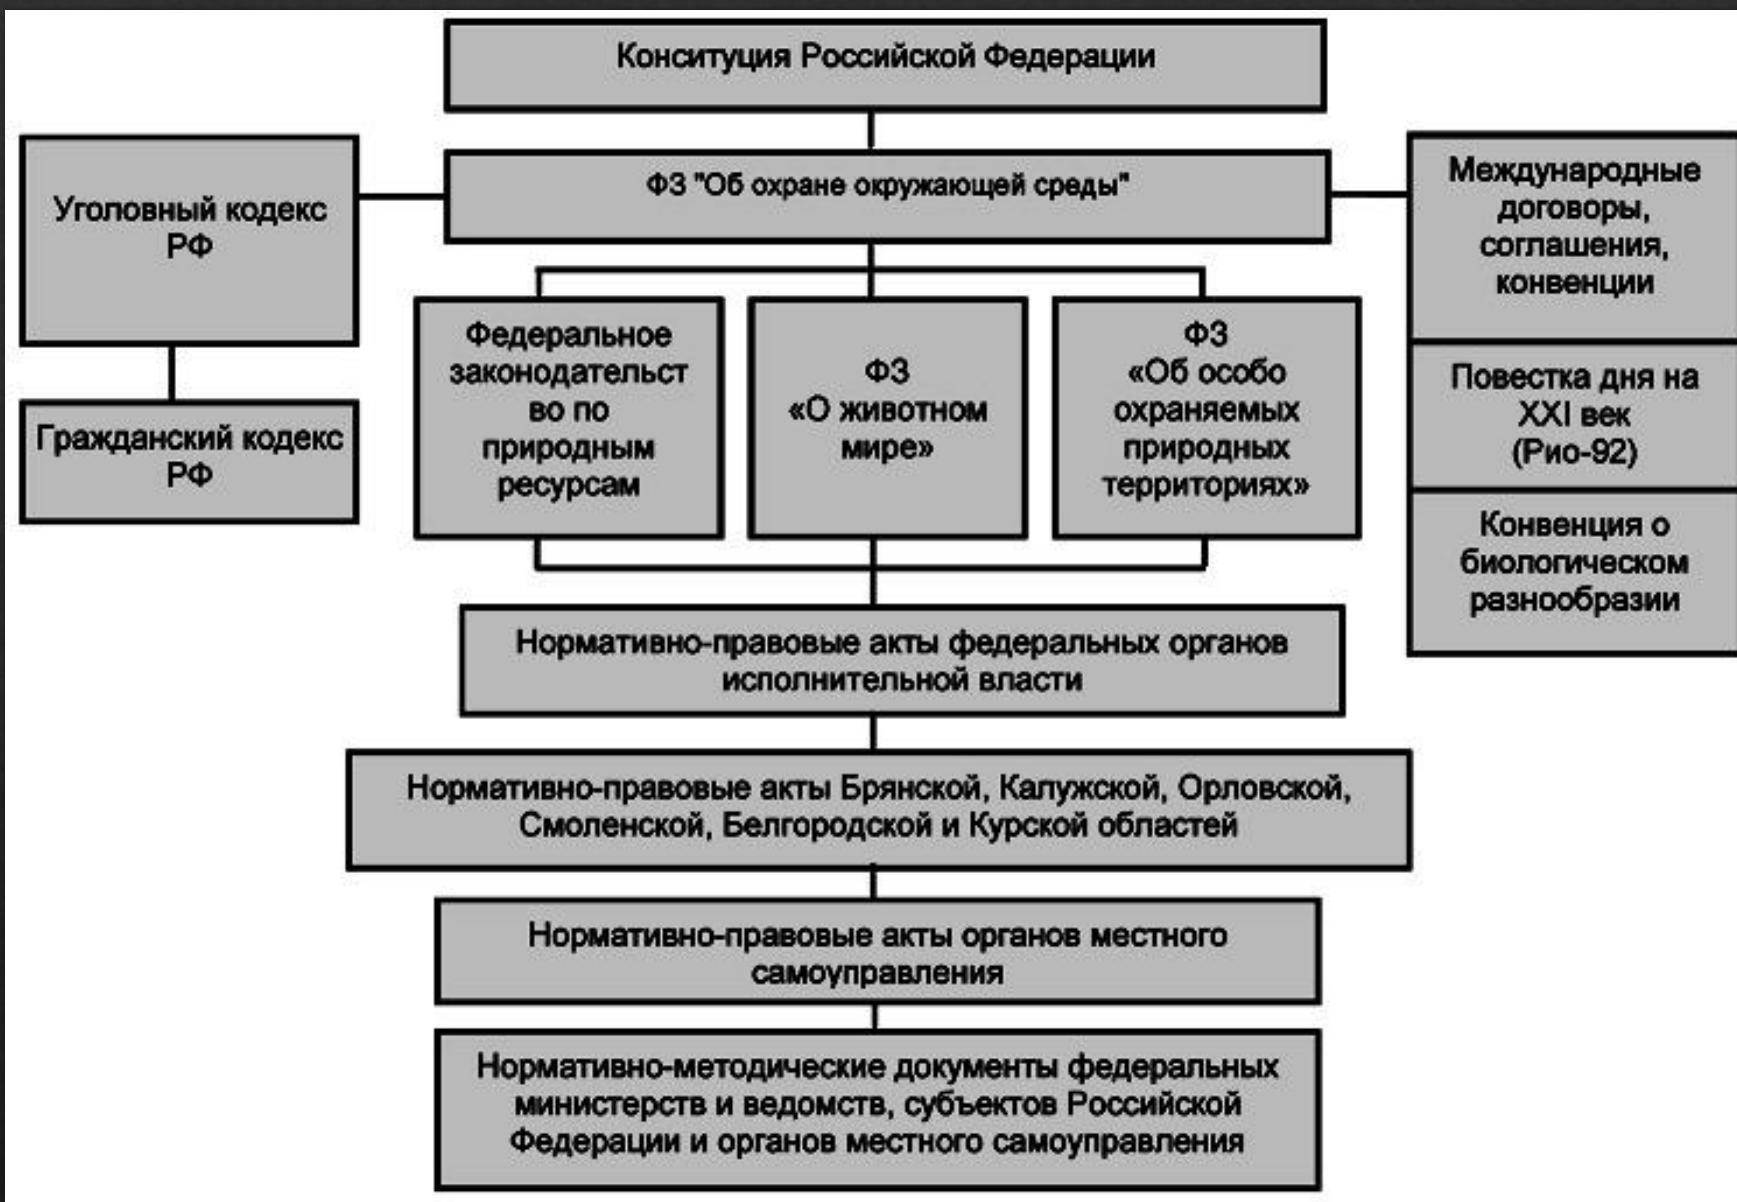 Конситуция Российской Федерации
ФЗ "Об охране окружающей среды"
Уголовный кодекс
РФ
Гражданский кодекс
РФ
Федеральное
законодательст
во по
природным
ресурсам
ФЗ
«О животном
мире»
ФЗ
«Об особо
охраняемых
природных
территориях»
Международные
договоры,
соглашения,
конвенции
Повестка дня на
XXI век
(Рио-92)
Конвенция о
биологическом
разнообразии
Нормативно-правовые акты федеральных органов
исполнительной власти
Нормативно-правовые акты Брянской, Калужской, Орловской,
Смоленской, Белгородской и Курской областей
Нормативно-правовые акты органов местного
самоуправления
Нормативно-методические документы федеральных
министерств и ведомств, субъектов Российской
Федерации и органов местного самоуправления